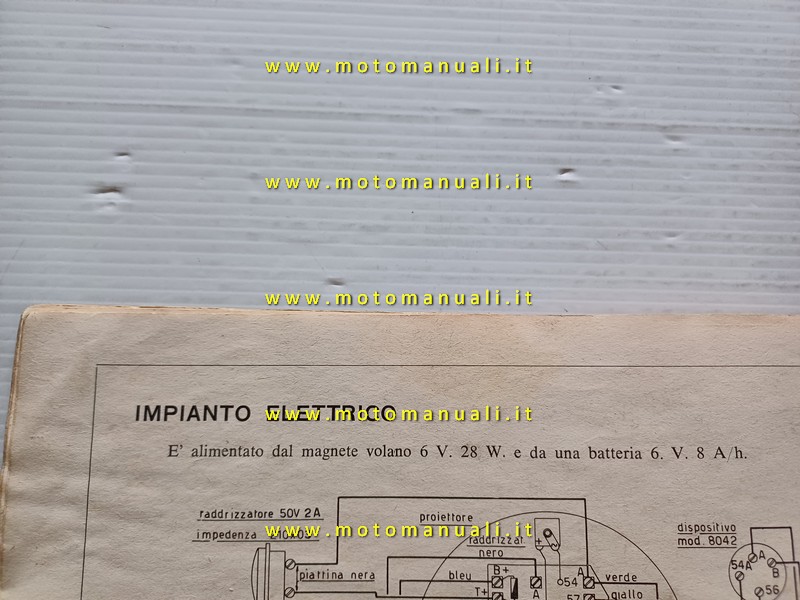 www.motomanuali.it
www.motomanuali.it
www.motomanuali.it
IMPIANTO ELETTRICO
www.motomanuali.it
E' alimentato dal magnete volano 6 V. 28 W. e da una batteria 6. V. 8 A/h.
raddrizzatore 50V 2A
impedenza
www.motomanuali.it
proiettore
raddrizzat.
nero
dispositivo
mod. 8042
piattina nera
bleu
B+
T+
A
54
A
57
verde
giallo
54A
A
B
56